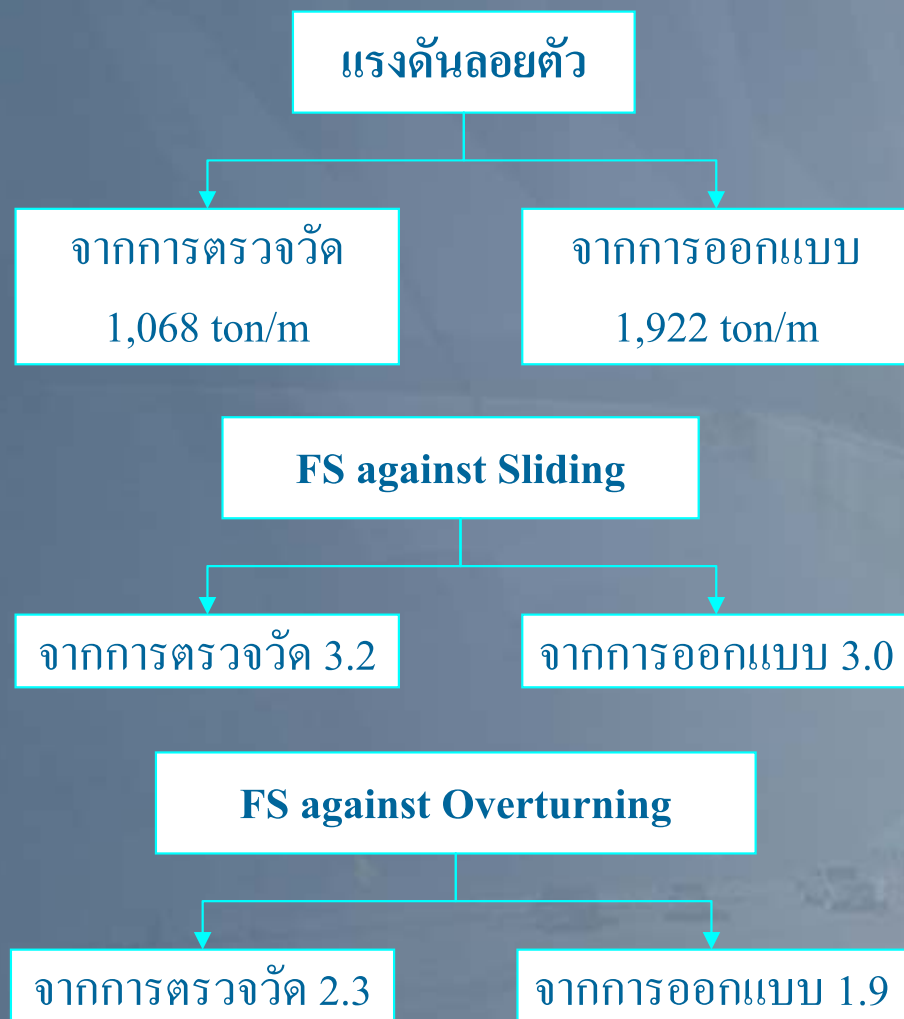 แรงดันลอยตัว
จากการตรวจวัด
1,068 ton/m
จากการออกแบบ
1,922 ton/m
FS against Sliding
จากการตรวจวัด 3.2
จากการออกแบบ 3.0
FS against Overturning
จากการตรวจวัด 2.3
จากการออกแบบ 1.9